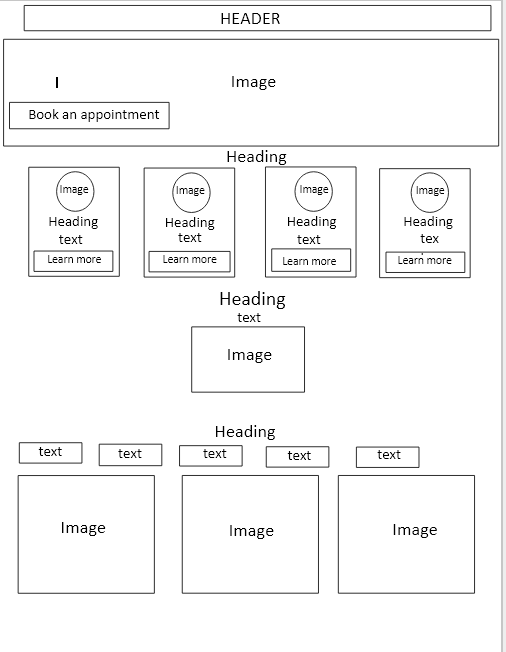 HEADER
Image
Book an appointment
Heading
Image Image Image Image
Heading Heading Heading Heading
text text text tex
Learn more Learn more Learn more Learn more
Heading
text
Image
Heading
text text text text text
Image Image Image